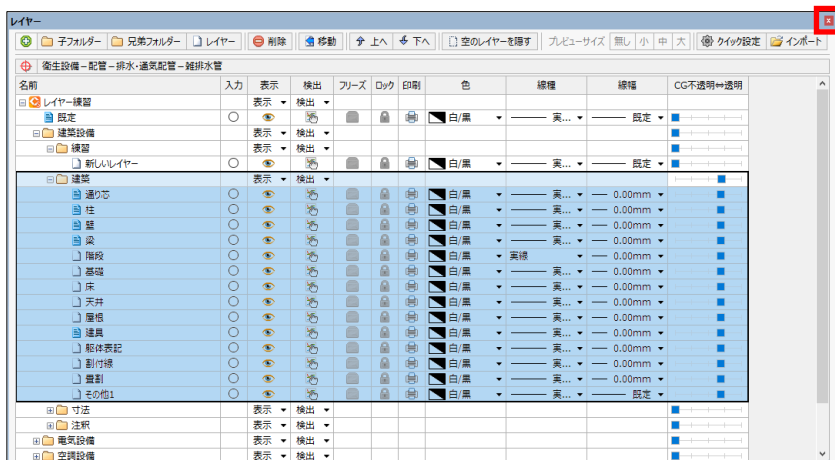 レイヤー
子フォルダー 兄弟フォルダー レイヤー 削除 移動 上へ 下へ 空のレイヤーを隠す プレビューサイズ 無し 小 中 大 クイック設定 インポート
衛生設備 – 配管 – 排水・通気配管 – 雑排水管
名前 入力 表示 検出 フリーズ ロック 印刷 色 線種 線幅 CG不透明⇔透明
レイヤー練習 表示 検出
既定 白/黒 実... 既定
建築設備
練習 表示 検出
新しいレイヤー 白/黒 実... 既定
建築 表示 検出
通り芯 白/黒 実... 0.00mm
柱 白/黒 実... 0.00mm
壁 白/黒 実... 0.00mm
梁 白/黒 実... 0.00mm
階段 白/黒 実線 0.00mm
基礎 白/黒 実... 0.00mm
床 白/黒 実... 0.00mm
天井 白/黒 実... 0.00mm
屋根 白/黒 実... 0.00mm
建具 白/黒 実... 0.00mm
躯体表記 白/黒 実... 0.00mm
割付線 白/黒 実... 0.00mm
畳割 白/黒 実... 0.00mm
その他1 白/黒 実... 既定
寸法 表示 検出
注釈 表示 検出
電気設備 表示 検出
空調設備 表示 検出